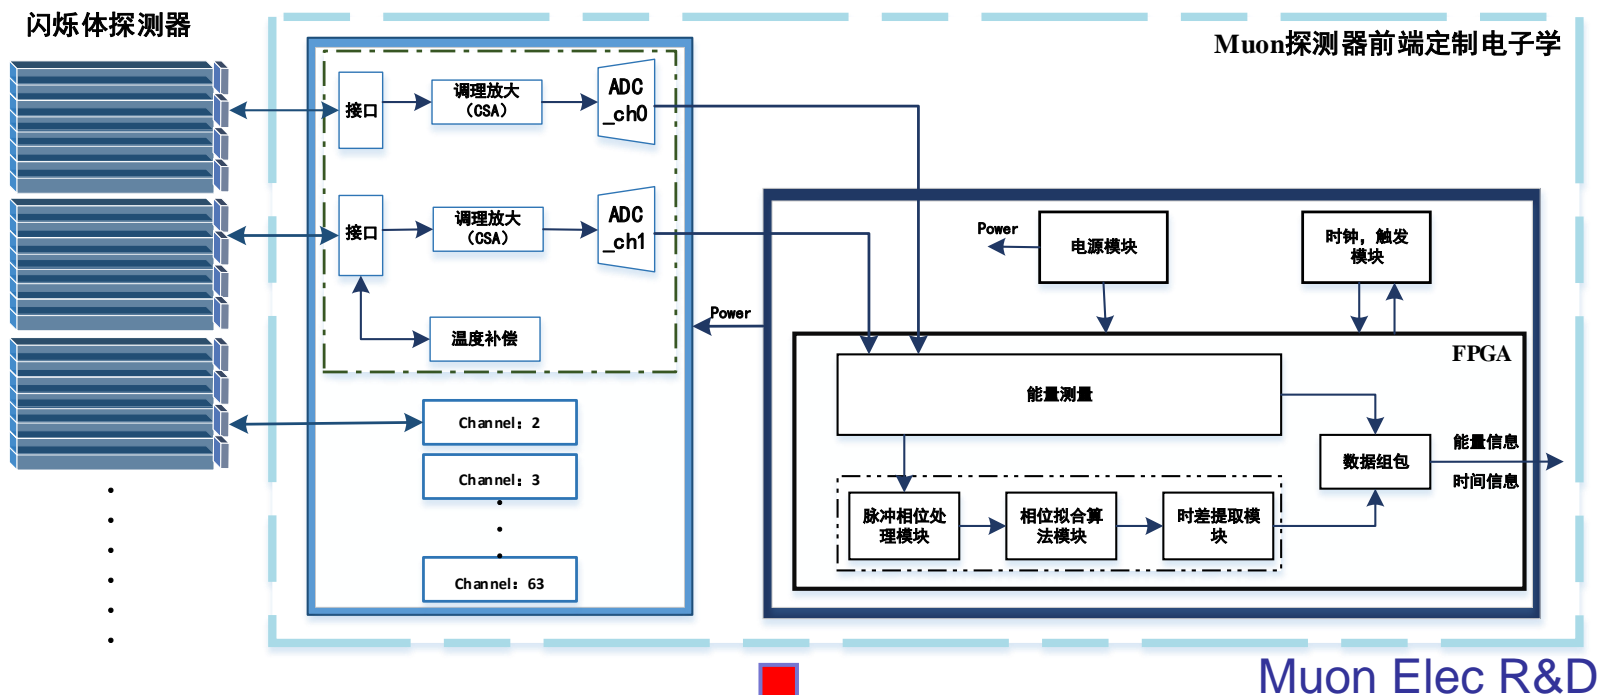 闪烁体探测器
Muon探测器前端定制电子学
接口
调理放大
（CSA）
ADC
_ch0
接口
调理放大
（CSA）
ADC
_ch1
温度补偿
Channel：2
Channel：3
Channel：63
Power
Power
电源模块
时钟，触发
模块
FPGA
能量测量
脉冲相位处
理模块
相位拟合算
法模块
时差提取模
块
数据组包
能量信息
时间信息
Muon Elec R&D